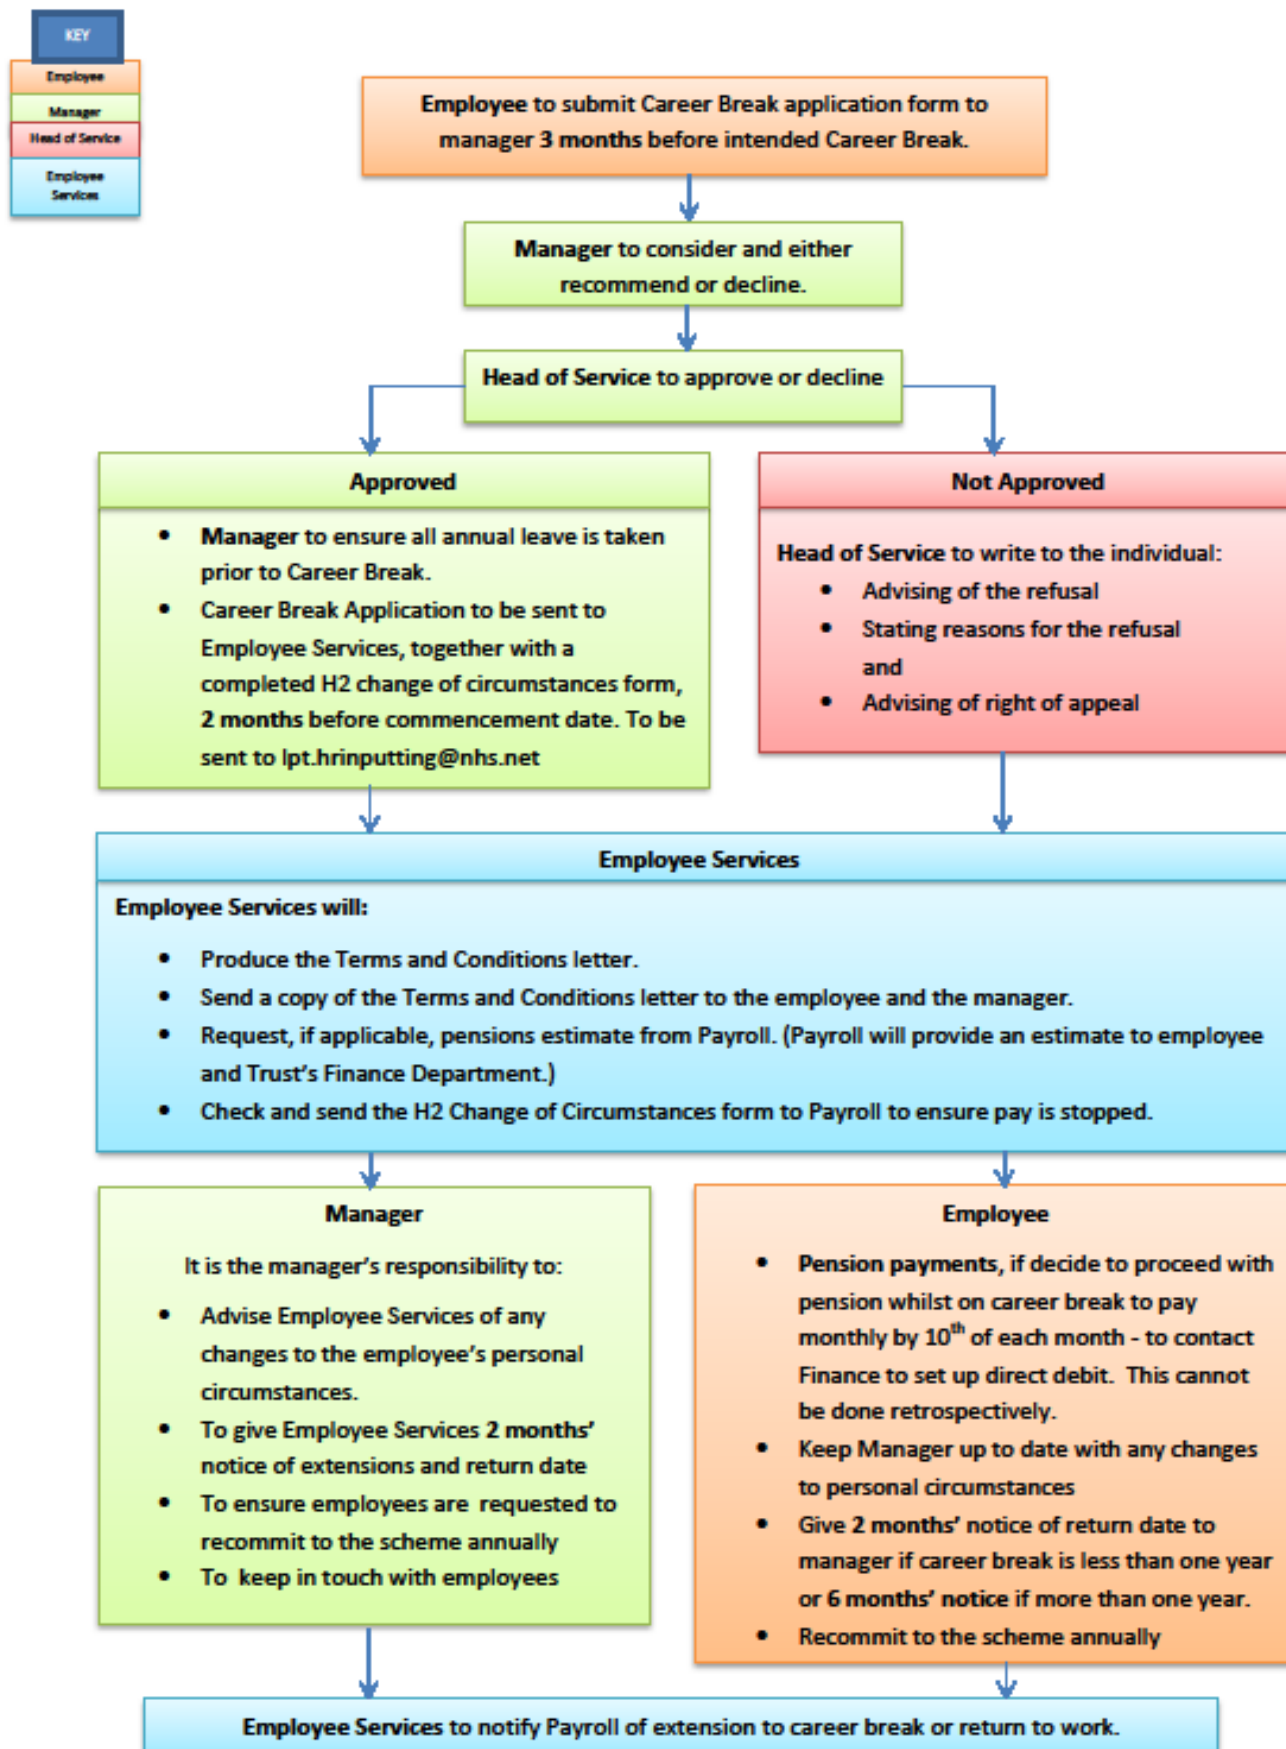 KEY
Employee
Manager
Head of Service
Employee
Services
Employee to submit Career Break application form to
manager 3 months before intended Career Break.
Manager to consider and either
recommend or decline.
Head of Service to approve or decline
Approved
• Manager to ensure all annual leave is taken
prior to Career Break.
• Career Break Application to be sent to
Employee Services, together with a
completed H2 change of circumstances form,
2 months before commencement date. To be
sent to lpt.hrinputting@nhs.net
Not Approved
Head of Service to write to the individual:
• Advising of the refusal
• Stating reasons for the refusal
and
• Advising of right of appeal
Employee Services
Employee Services will:
• Produce the Terms and Conditions letter.
• Send a copy of the Terms and Conditions letter to the employee and the manager.
• Request, if applicable, pensions estimate from Payroll. (Payroll will provide an estimate to employee
and Trust's Finance Department.)
• Check and send the H2 Change of Circumstances form to Payroll to ensure pay is stopped.
Manager
It is the manager's responsibility to:
• Advise Employee Services of any
changes to the employee's personal
circumstances.
• To give Employee Services 2 months'
notice of extensions and return date
• To ensure employees are requested to
recommit to the scheme annually
• To keep in touch with employees
Employee
• Pension payments, if decide to proceed with
pension whilst on career break to pay
monthly by 10th of each month - to contact
Finance to set up direct debit. This cannot
be done retrospectively.
• Keep Manager up to date with any changes
to personal circumstances
• Give 2 months' notice of return date to
manager if career break is less than one year
or 6 months' notice if more than one year.
• Recommit to the scheme annually
Employee Services to notify Payroll of extension to career break or return to work.